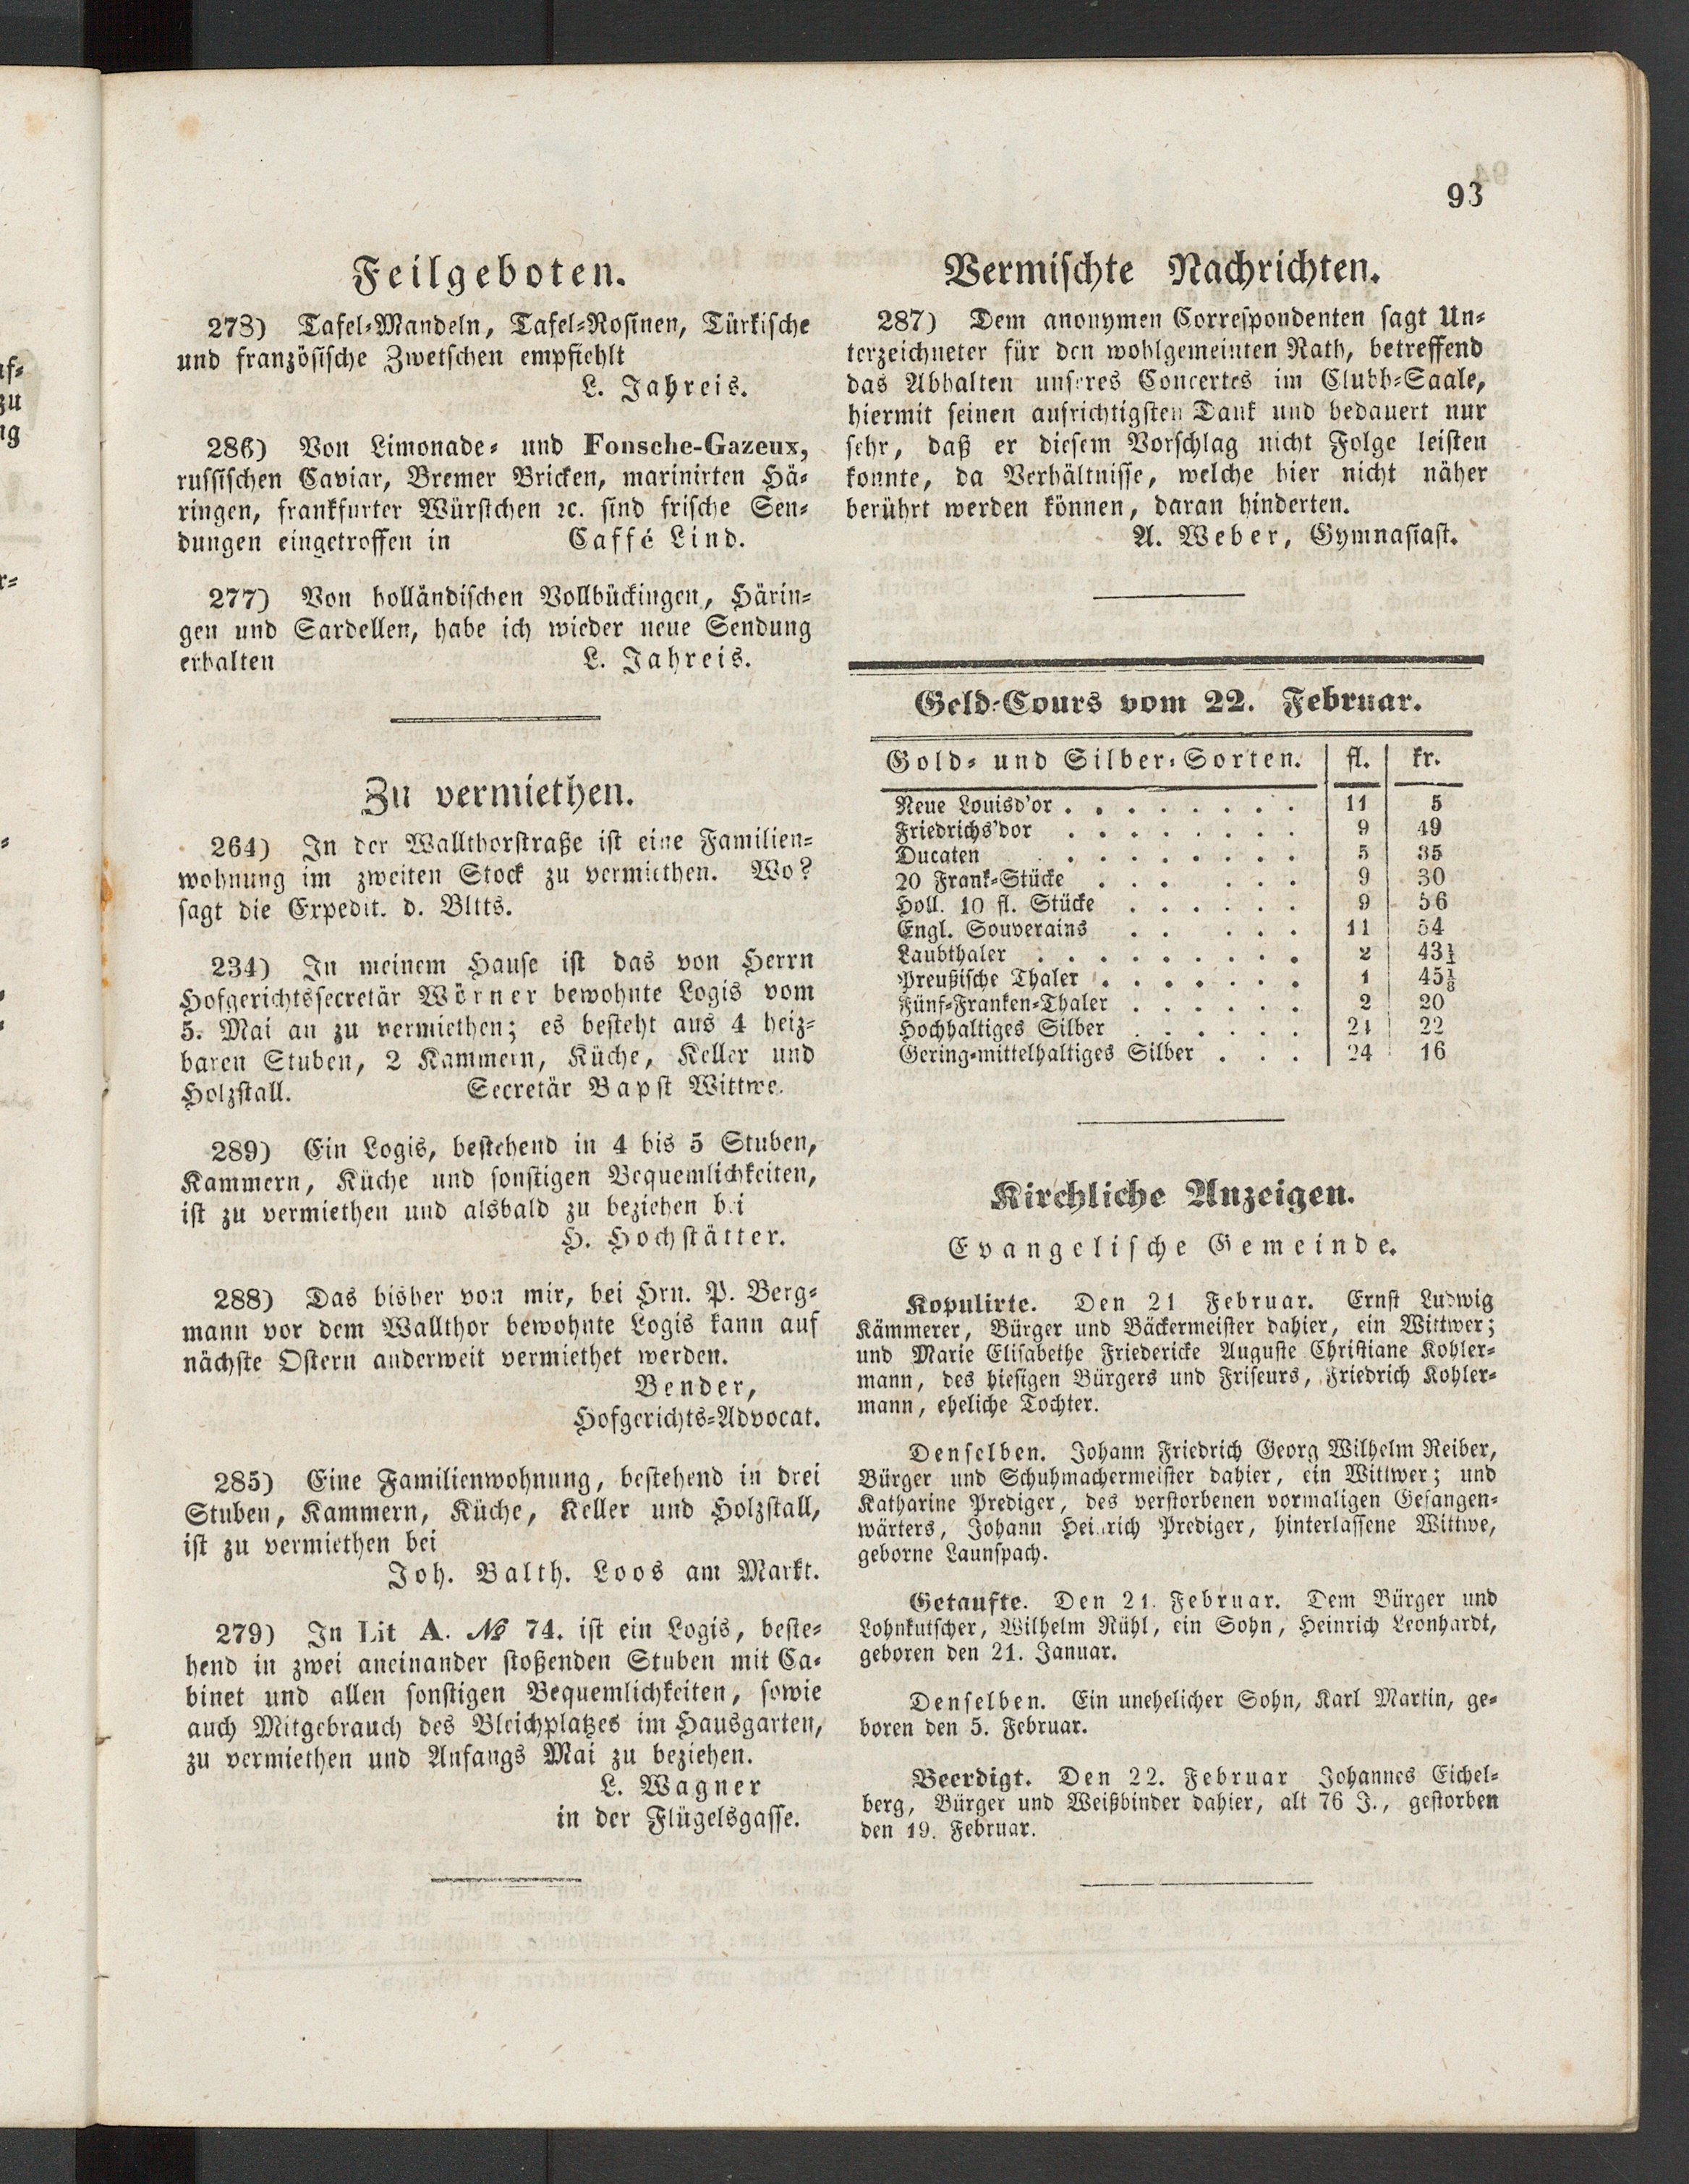 93
Feilgeboten.
273) Tafel-Mandeln, Tafel-Rosinen, Türkische
und französische Zwetschen empfiehlt
L. Jahreis.
286) Von Limonade- und Fonsche-Gazeux,
russischen Caviar, Bremer Bricken, marinirten Hä-
ringen, frankfurter Würstchen ꝛc. sind frische Sen-
dungen eingetroffen in Caffé Lind.
277) Von holländischen Vollbückingen, Härin-
gen und Sardellen, habe ich wieder neue Sendung
erhalten L. Jahreis.
Zu vermiethen.
264) In der Wallthorstraße ist eine Familien-
wohnung im zweiten Stock zu vermiethen. Wo?
sagt die Expedit. d. Bltts.
234) In meinem Hause ist das von Herrn
Hofgerichtssecretär Wörner bewohnte Logis vom
5. Mai an zu vermiethen; es besteht aus 4 heiz-
baren Stuben, 2 Kammern, Küche, Keller und
Holzstall. Secretär Bapst Wittwe.
289) Ein Logis, bestehend in 4 bis 5 Stuben,
Kammern, Küche und sonstigen Bequemlichkeiten,
ist zu vermiethen und alsbald zu beziehen bei
H. Hochstätter.
288) Das bisher von mir, bei Hrn. P. Berg-
mann vor dem Wallthor bewohnte Logis kann auf
nächste Ostern anderweit vermiethet werden.
Bender,
Hofgerichts-Advocat.
285) Eine Familienwohnung, bestehend in drei
Stuben, Kammern, Küche, Keller und Holzstall,
ist zu vermiethen bei
Joh. Balth. Loos am Markt.
279) In Lit A. № 74. ist ein Logis, beste-
hend in zwei aneinander stoßenden Stuben mit Ca-
binet und allen sonstigen Bequemlichkeiten, sowie
auch Mitgebrauch des Bleichplatzes im Hausgarten,
zu vermiethen und Anfangs Mai zu beziehen.
L. Wagner
in der Flügelsgasse.
Vermischte Nachrichten.
287) Dem anonymen Correspondenten sagt Un-
terzeichneter für den wohlgemeinten Rath, betreffend
das Abhalten unseres Concertes im Clubb-Saale,
hiermit seinen aufrichtigsten Dank und bedauert nur
sehr, daß er diesem Vorschlag nicht Folge leisten
konnte, da Verhältnisse, welche hier nicht näher
berührt werden können, daran hinderten.
A. Weber, Gymnasiast.
Geld-Cours vom 22. Februar.
Gold- und Silber-Sorten. fl. kr.
Neue Louisd'or . . . . . . . . 11 5
Friedrichs'dor . . . . . . . . 9 49
Ducaten . . . . . . . . 5 35
20 Frank-Stücke . . . . . . 9 30
Holl. 10 fl. Stücke . . . . . . 9 56
Engl. Souverains . . . . . 11 54
Laubthaler . . . . . . . . . 2 43½
Preußische Thaler . . . . . . . 1 45⅛
Fünf-Franken-Thaler . . . . . . 2 20
Hochhaltiges Silber . . . . . . 24 22
Gering-mittelhaltiges Silber . . . 24 16
Kirchliche Anzeigen.
Evangelische Gemeinde.
Kopulirte. Den 21 Februar. Ernst Ludwig
Kämmerer, Bürger und Bäckermeister dahier, ein Wittwer;
und Marie Elisabethe Friedericke Auguste Christiane Kohler-
mann, des hiesigen Bürgers und Friseurs, Friedrich Kohler-
mann, eheliche Tochter.
Denselben. Johann Friedrich Georg Wilhelm Reiber,
Bürger und Schuhmachermeister dahier, ein Wittwer; und
Katharine Prediger, des verstorbenen vormaligen Gefangen-
wärters, Johann Heinrich Prediger, hinterlassene Wittwe,
geborne Launspach.
Getaufte. Den 21. Februar. Dem Bürger und
Lohnkutscher, Wilhelm Rühl, ein Sohn, Heinrich Leonhardt,
geboren den 21. Januar.
Denselben. Ein unehelicher Sohn, Karl Martin, ge-
boren den 5. Februar.
Beerdigt. Den 22. Februar Johannes Eichel-
berg, Bürger und Weißbinder dahier, alt 76 J., gestorben
den 19. Februar.